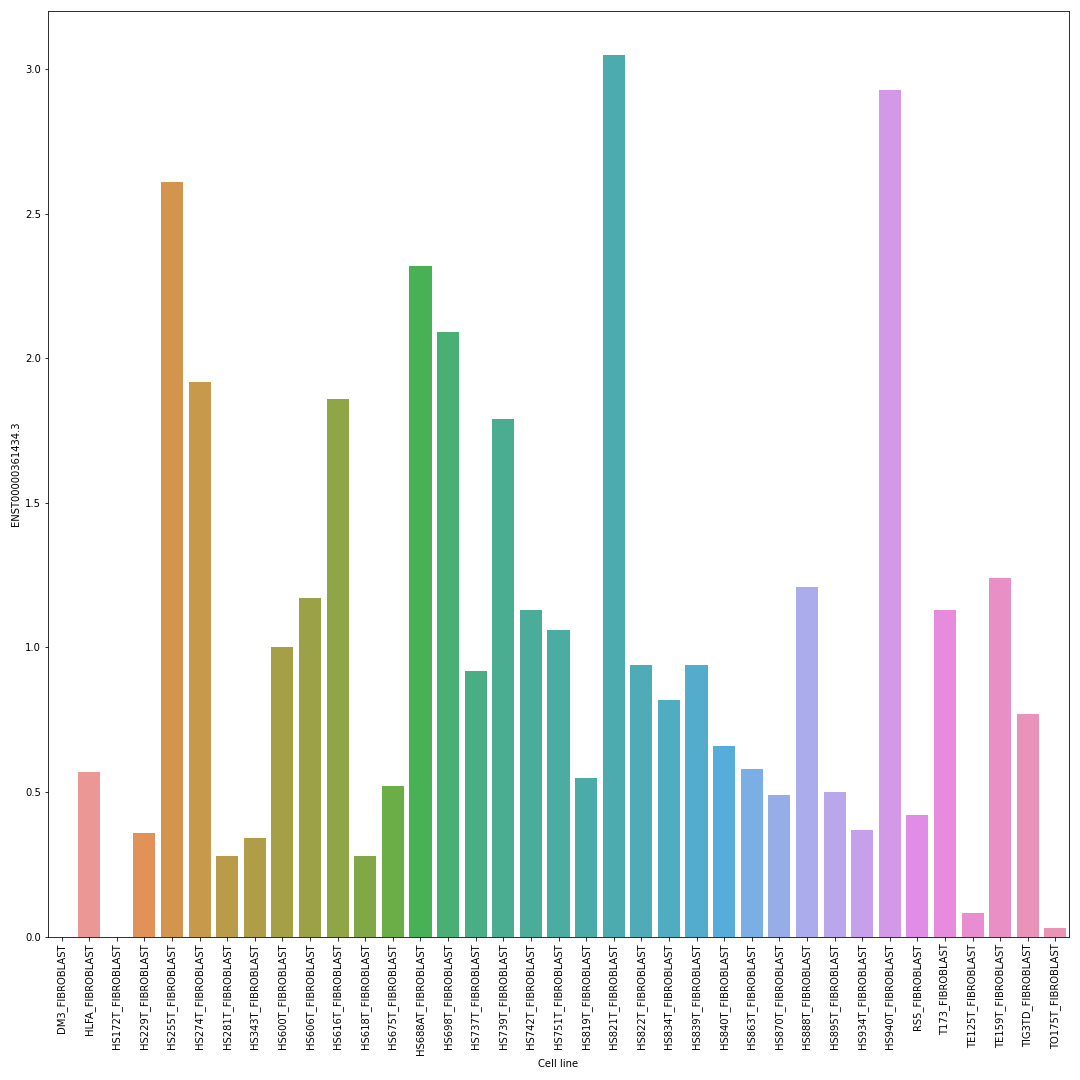 3.0
2.5
2.0
1.5
1.0
0.5
0.0
ENST00000361434.3
DM3_FIBROBLAST
HLFA_FIBROBLAST
HS172T_FIBROBLAST
HS229T_FIBROBLAST
HS255T_FIBROBLAST
HS274T_FIBROBLAST
HS281T_FIBROBLAST
HS343T_FIBROBLAST
HS600T_FIBROBLAST
HS606T_FIBROBLAST
HS616T_FIBROBLAST
HS618T_FIBROBLAST
HS675T_FIBROBLAST
HS688AT_FIBROBLAST
HS698T_FIBROBLAST
HS737T_FIBROBLAST
HS739T_FIBROBLAST
HS742T_FIBROBLAST
HS751T_FIBROBLAST
HS819T_FIBROBLAST
HS821T_FIBROBLAST
HS822T_FIBROBLAST
HS834T_FIBROBLAST
HS839T_FIBROBLAST
HS840T_FIBROBLAST
HS863T_FIBROBLAST
HS870T_FIBROBLAST
HS888T_FIBROBLAST
HS895T_FIBROBLAST
HS934T_FIBROBLAST
HS940T_FIBROBLAST
RS5_FIBROBLAST
T173_FIBROBLAST
TE125T_FIBROBLAST
TE159T_FIBROBLAST
TIG3TD_FIBROBLAST
TO175T_FIBROBLAST
Cell line